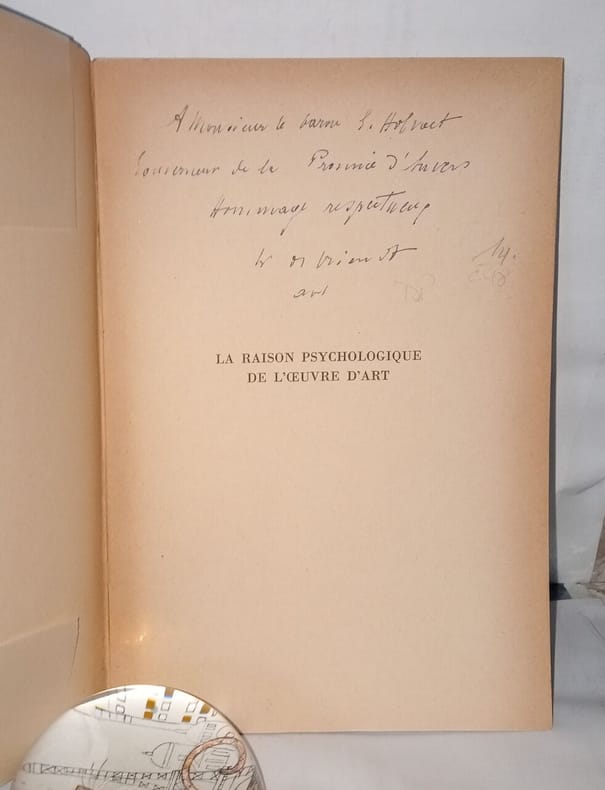 A Monsieur le baron G. Holvoet
Gouverneur de la Province d'Anvers
Hommage respectueux
de Vriendt
LA RAISON PSYCHOLOGIQUE
DE L'ŒUVRE D'ART